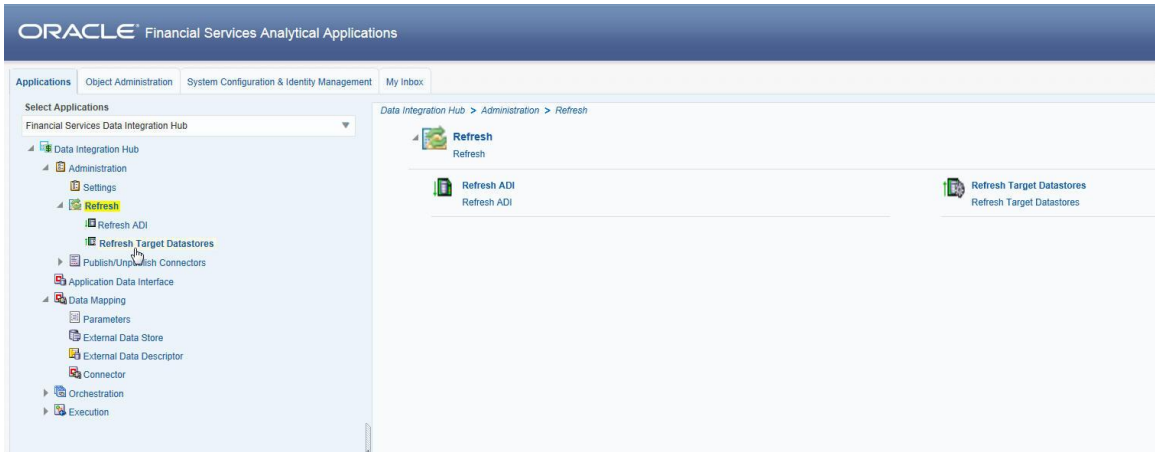 ORACLE® Financial Services Analytical Applications
Applications Object Administration System Configuration & Identity Management My Inbox
Select Applications
Financial Services Data Integration Hub
Data Integration Hub
Administration
Settings
Refresh
Refresh ADI
Refresh Target Datastores
Publish/Unpublish Connectors
Application Data Interface
Data Mapping
Parameters
External Data Store
External Data Descriptor
Connector
Orchestration
Execution
Data Integration Hub > Administration > Refresh
Refresh
Refresh
Refresh ADI
Refresh ADI
Refresh Target Datastores
Refresh Target Datastores